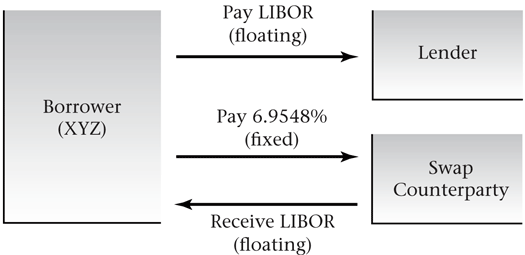 Borrower
(XYZ)
Pay LIBOR
(floating)
Lender
Pay 6.9548%
(fixed)
Swap
Counterparty
Receive LIBOR
(floating)